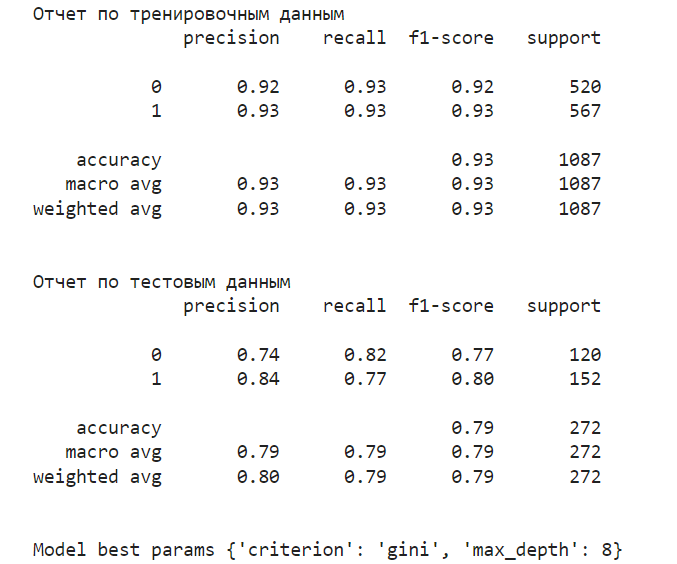 Отчет по тренировочным данным
precision recall f1-score support
0 0.92 0.93 0.92 520
1 0.93 0.93 0.93 567
accuracy 0.93 1087
macro avg 0.93 0.93 0.93 1087
weighted avg 0.93 0.93 0.93 1087
Отчет по тестовым данным
precision recall f1-score support
0 0.74 0.82 0.77 120
1 0.84 0.77 0.80 152
accuracy 0.79 272
macro avg 0.79 0.79 0.79 272
weighted avg 0.80 0.79 0.79 272
Model best params {'criterion': 'gini', 'max_depth': 8}